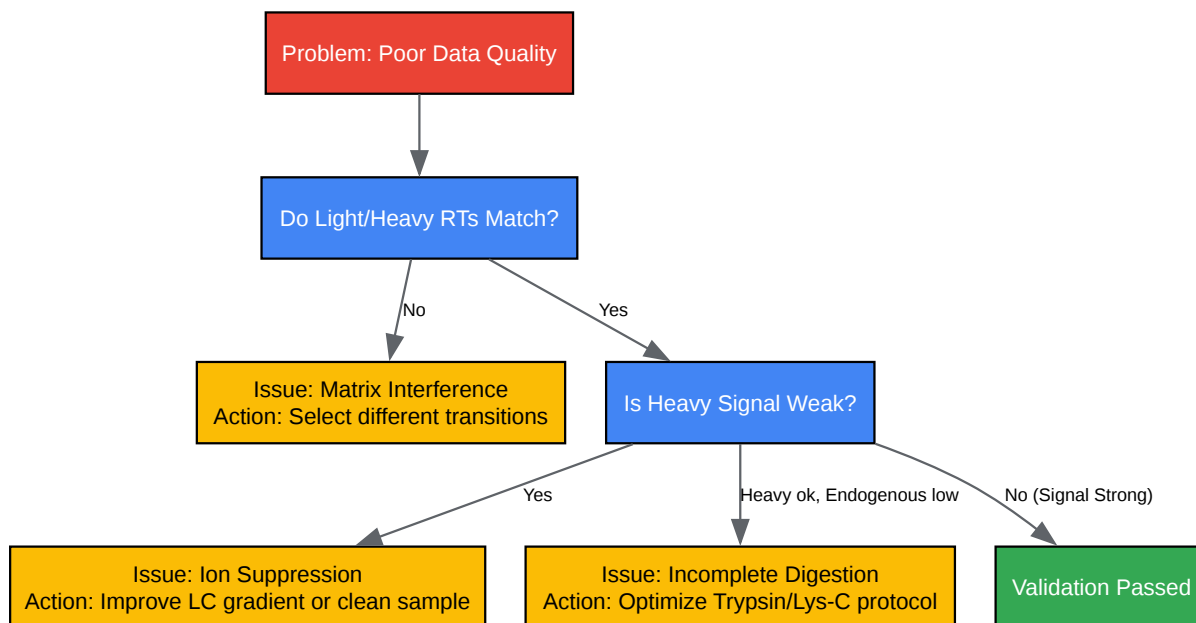 Problem: Poor Data Quality
Do Light/Heavy RTs Match?
No
Yes
Issue: Matrix Interference
Action: Select different transitions
Is Heavy Signal Weak?
Yes
Heavy ok, Endogenous low
No (Signal Strong)
Issue: Ion Suppression
Action: Improve LC gradient or clean sample
Issue: Incomplete Digestion
Action: Optimize Trypsin/Lys-C protocol
Validation Passed